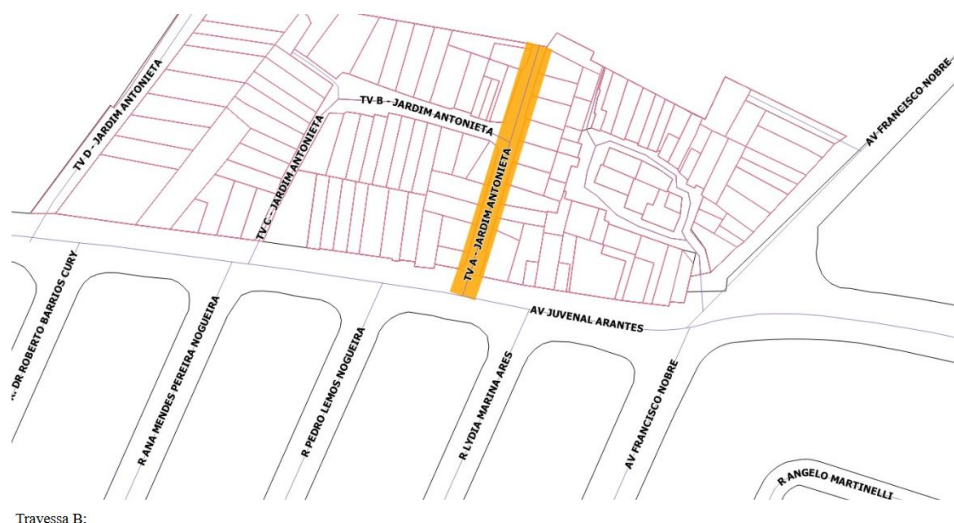 TV D - JARDIM ANTONIETA
TV C - JARDIM ANTONIETA
TV B - JARDIM ANTONIETA
TV A - JARDIM ANTONIETA
AV FRANCISCO NOBRE
AV JUVENAL ARANTES
R. DR ROBERTO BARRIOS CURY
R ANA MENDES PEREIRA NOGUEIRA
R PEDRO LEMOS NOGUEIRA
R LYDIA MARINA ARES
AV FRANCISCO NOBRE
R ANGELO MARTINELLI
Travessa B: